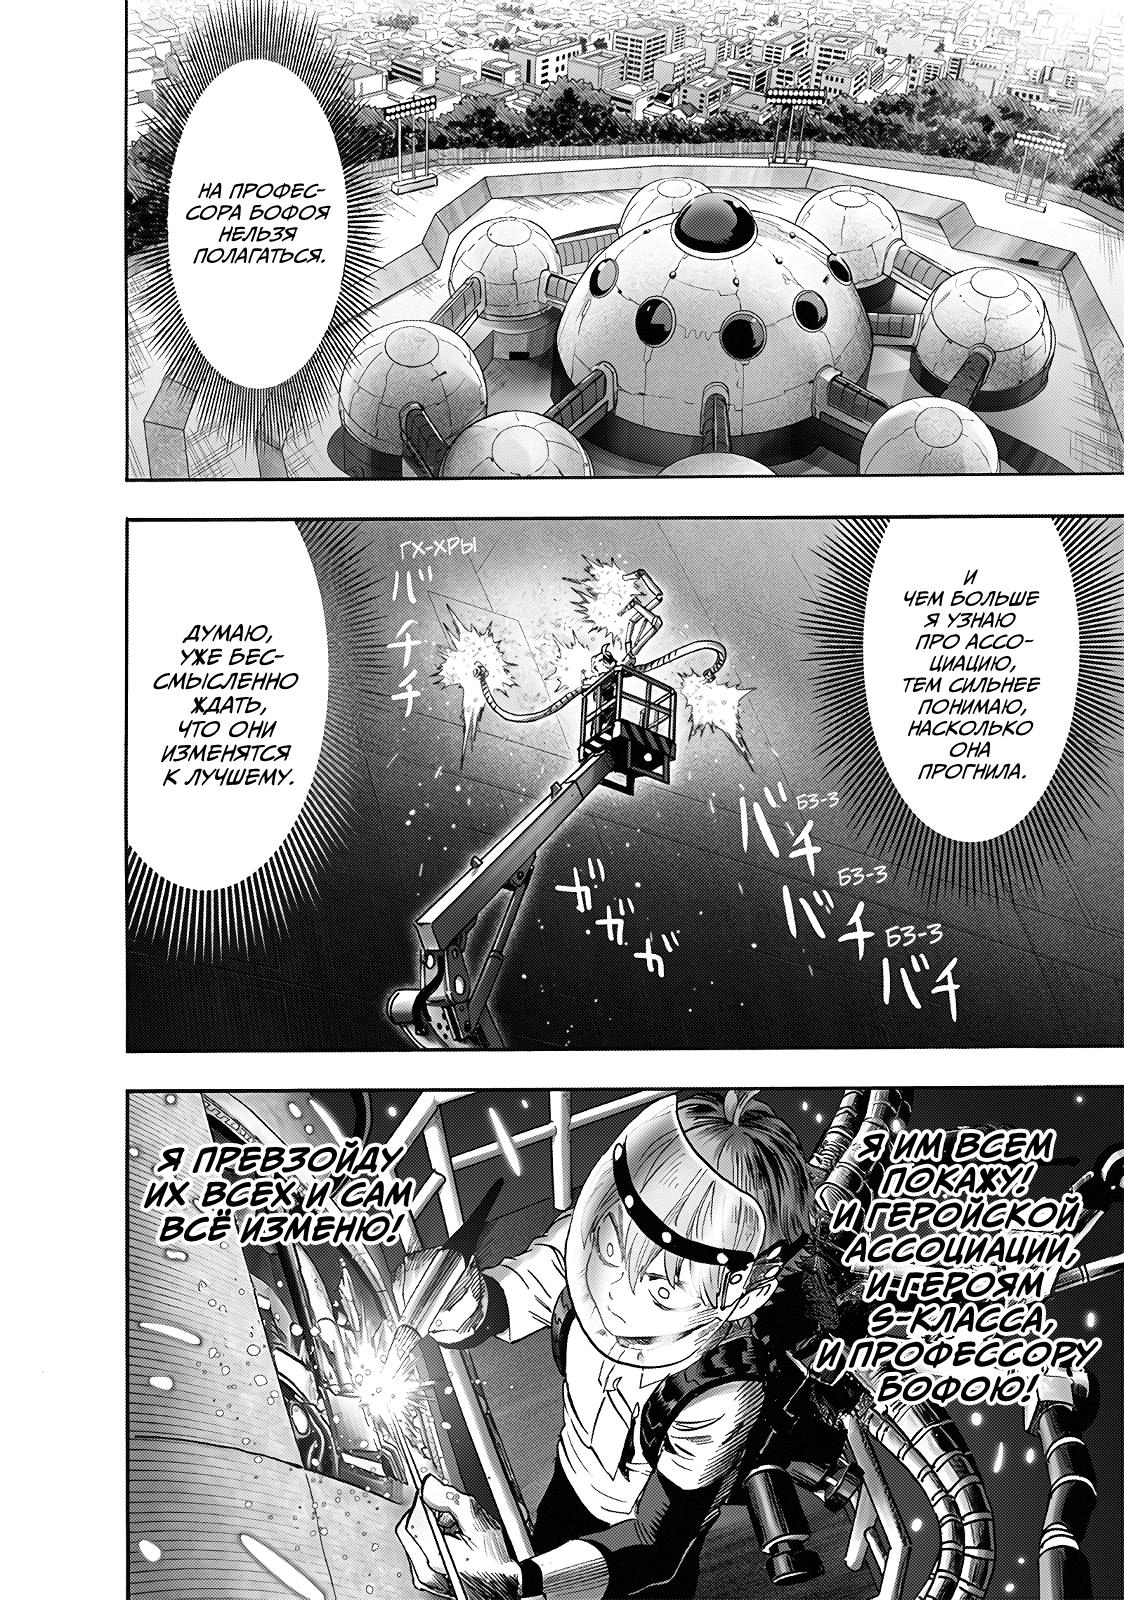 НА ПРОФЕС-
СОРА БОФОЯ
НЕЛЬЗЯ
ПОЛАГАТЬСЯ.
И
ЧЕМ БОЛЬШЕ
Я УЗНАЮ
ПРО АССО-
ЦИАЦИЮ,
ТЕМ СИЛЬНЕЕ
ПОНИМАЮ,
НАСКОЛЬКО
ОНА
ПРОГНИЛА.
ГХ-ХРЫ
バチチチ
БЗ-З
バチ
БЗ-З
バチ
БЗ-З
バチ
ガガガガ
ДУМАЮ,
УЖЕ БЕС-
СМЫСЛЕННО
ЖДАТЬ,
ЧТО ОНИ
ИЗМЕНЯТСЯ
К ЛУЧШЕМУ.
Я ИМ ВСЕМ
ПОКАЖУ!
И ГЕРОЙСКОЙ
АССОЦИАЦИИ,
И ГЕРОЯМ
S-КЛАССА,
И ПРОФЕССОРУ
БОФОЮ!
Я ПРЕВЗОЙДУ
ИХ ВСЕХ И САМ
ВСЁ ИЗМЕНЮ!